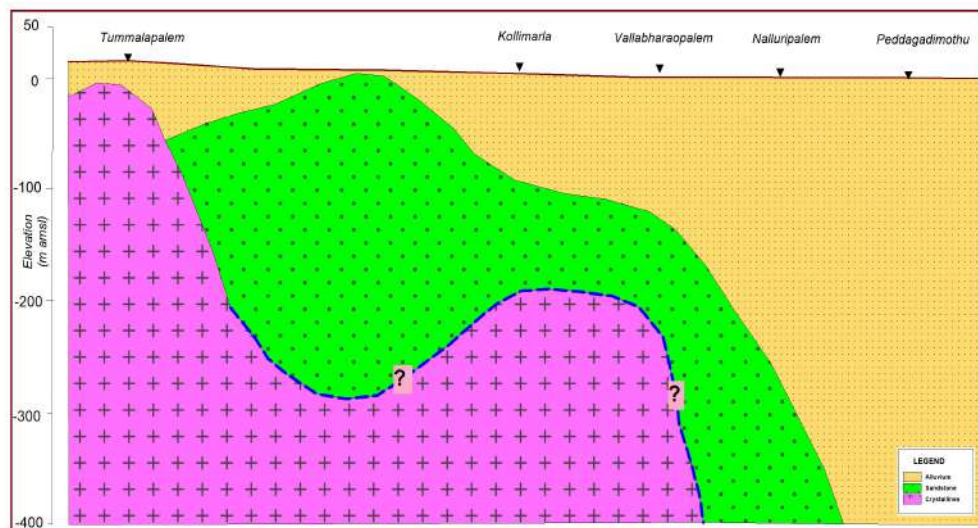 50
Tummalapalem
Kollimarla
Vallabharaopalem
Nalluripalem
Peddagadimothu
0
-100
Elevation
(m amsl)
-200
?
?
-300
LEGEND
Alluvium
Sandstone
Crystallines
-400